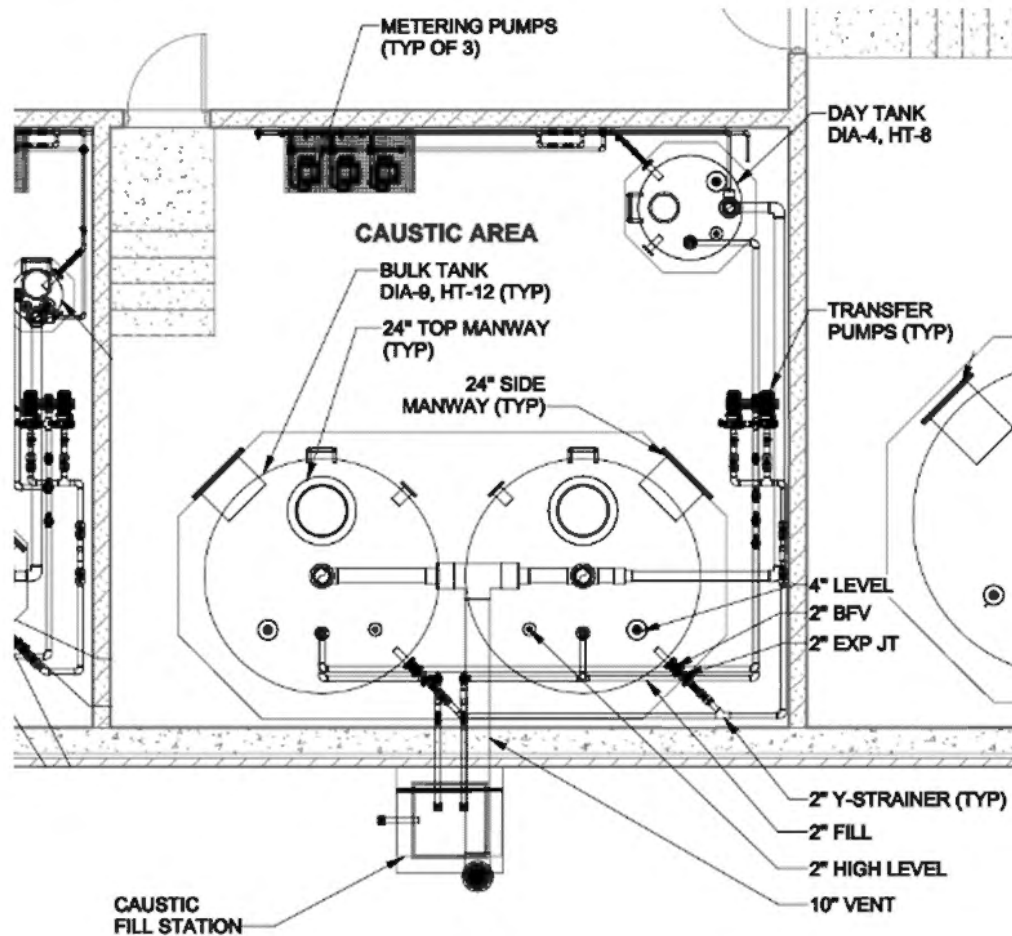 METERING PUMPS
(TYP OF 3)
DAY TANK
DIA-4, HT-8
CAUSTIC AREA
BULK TANK
DIA-9, HT-12 (TYP)
24" TOP MANWAY
(TYP)
TRANSFER
PUMPS (TYP)
24" SIDE
MANWAY (TYP)
4" LEVEL
2" BFV
2" EXP JT
2" Y-STRAINER (TYP)
2" FILL
2" HIGH LEVEL
10" VENT
CAUSTIC
FILL STATION